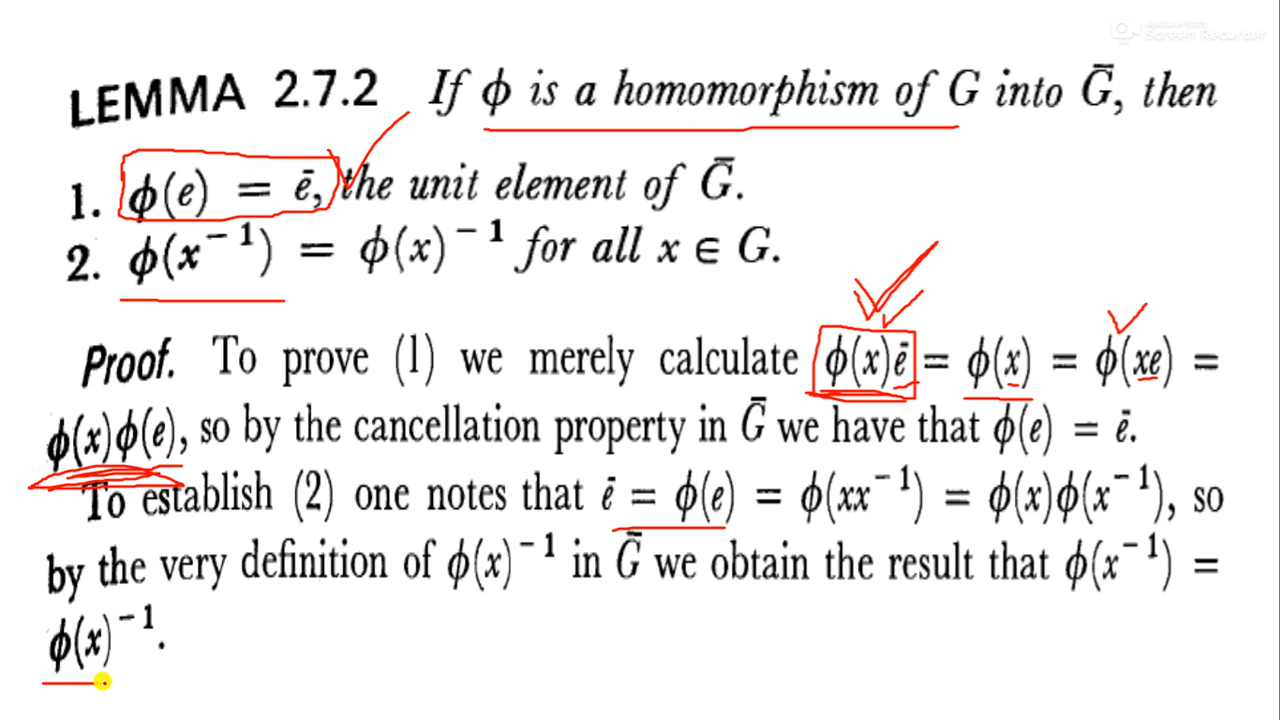 Apowersoft
Screen Recorder
LEMMA 2.7.2 If ϕ is a homomorphism of G into Ḡ, then
1. ϕ(e) = ē, the unit element of Ḡ.
2. ϕ(x⁻¹) = ϕ(x)⁻¹ for all x ∈ G.
Proof. To prove (1) we merely calculate ϕ(x)ē = ϕ(x) = ϕ(xe) =
ϕ(x)ϕ(e), so by the cancellation property in Ḡ we have that ϕ(e) = ē.
To establish (2) one notes that ē = ϕ(e) = ϕ(xx⁻¹) = ϕ(x)ϕ(x⁻¹), so
by the very definition of ϕ(x)⁻¹ in Ḡ we obtain the result that ϕ(x⁻¹) =
ϕ(x)⁻¹.